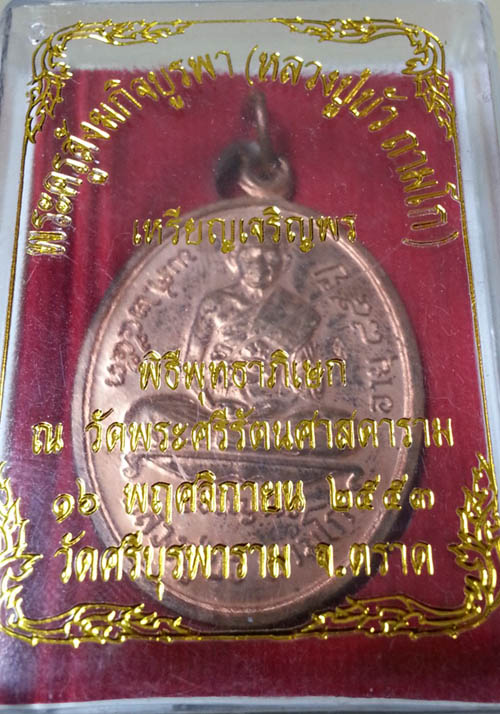 พระครูสังฆกิจบูรพา (หลวงปู่บัว ถามโก)
เหรียญเจริญพร
พิธีพุทธาภิเษก
ณ วัดพระศรีรัตนศาสดาราม
๑๖ พฤศจิกายน ๒๕๕๓
วัดศรีบุรพาราม จ.ตราด